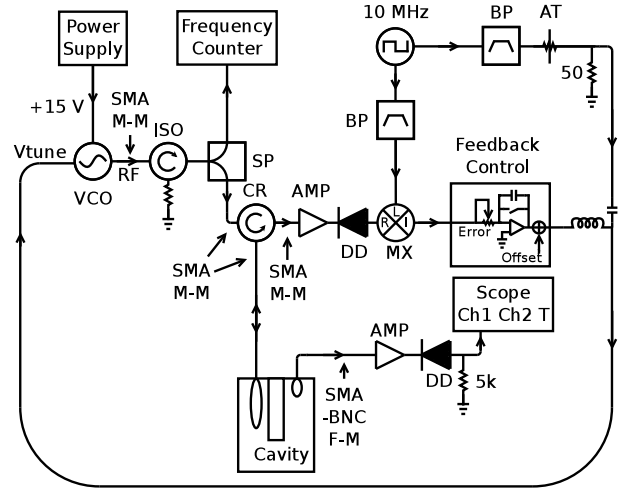 Power
Supply
Frequency
Counter
10 MHz
BP
AT
50
+15 V
SMA
M-M
ISO
BP
Vtune
RF
SP
VCO
CR
AMP
L
R
I
MX
DD
Feedback
Control
Error
Offset
SMA
M-M
SMA
M-M
Scope
Ch1 Ch2 T
AMP
DD
5k
SMA
-BNC
F-M
Cavity